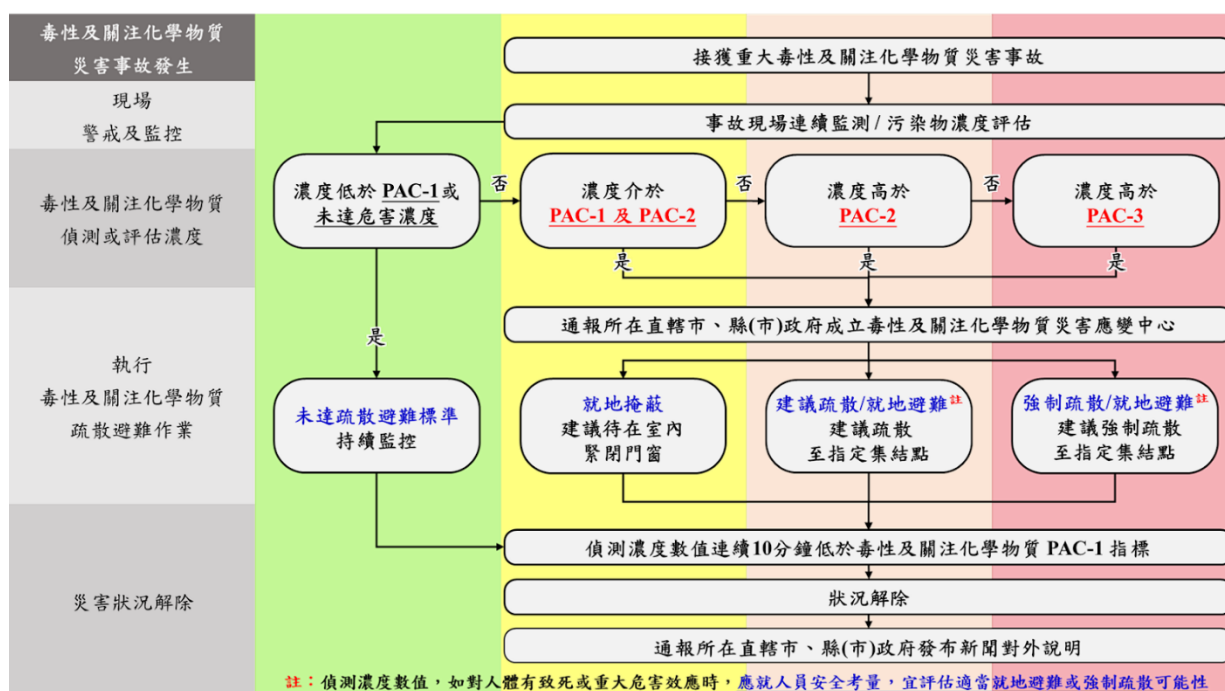 毒性及關注化學物質
災害事故發生
接獲重大毒性及關注化學物質災害事故
現場
警戒及監控
事故現場連續監測/污染物濃度評估
毒性及關注化學物質
偵測或評估濃度
濃度低於 PAC-1或
未達危害濃度
否
濃度介於
PAC-1 及 PAC-2
否
濃度高於
PAC-2
否
濃度高於
PAC-3
是
是
是
是
通報所在直轄市、縣(市)政府成立毒性及關注化學物質災害應變中心
執行
毒性及關注化學物質
疏散避難作業
未達疏散避難標準
持續監控
就地掩蔽
建議待在室內
緊閉門窗
建議疏散/就地避難註
建議疏散
至指定集結點
強制疏散/就地避難註
建議強制疏散
至指定集結點
災害狀況解除
偵測濃度數值連續10分鐘低於毒性及關注化學物質 PAC-1 指標
狀況解除
通報所在直轄市、縣(市)政府發布新聞對外說明
註：偵測濃度數值，如對人體有致死或重大危害效應時，應就人員安全考量，宜評估適當就地避難或強制疏散可能性